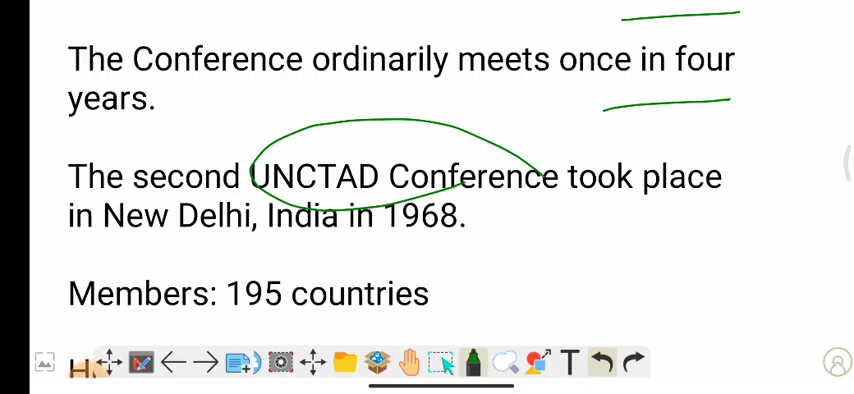 The Conference ordinarily meets once in four
years.
The second UNCTAD Conference took place
in New Delhi, India in 1968.
Members: 195 countries
T